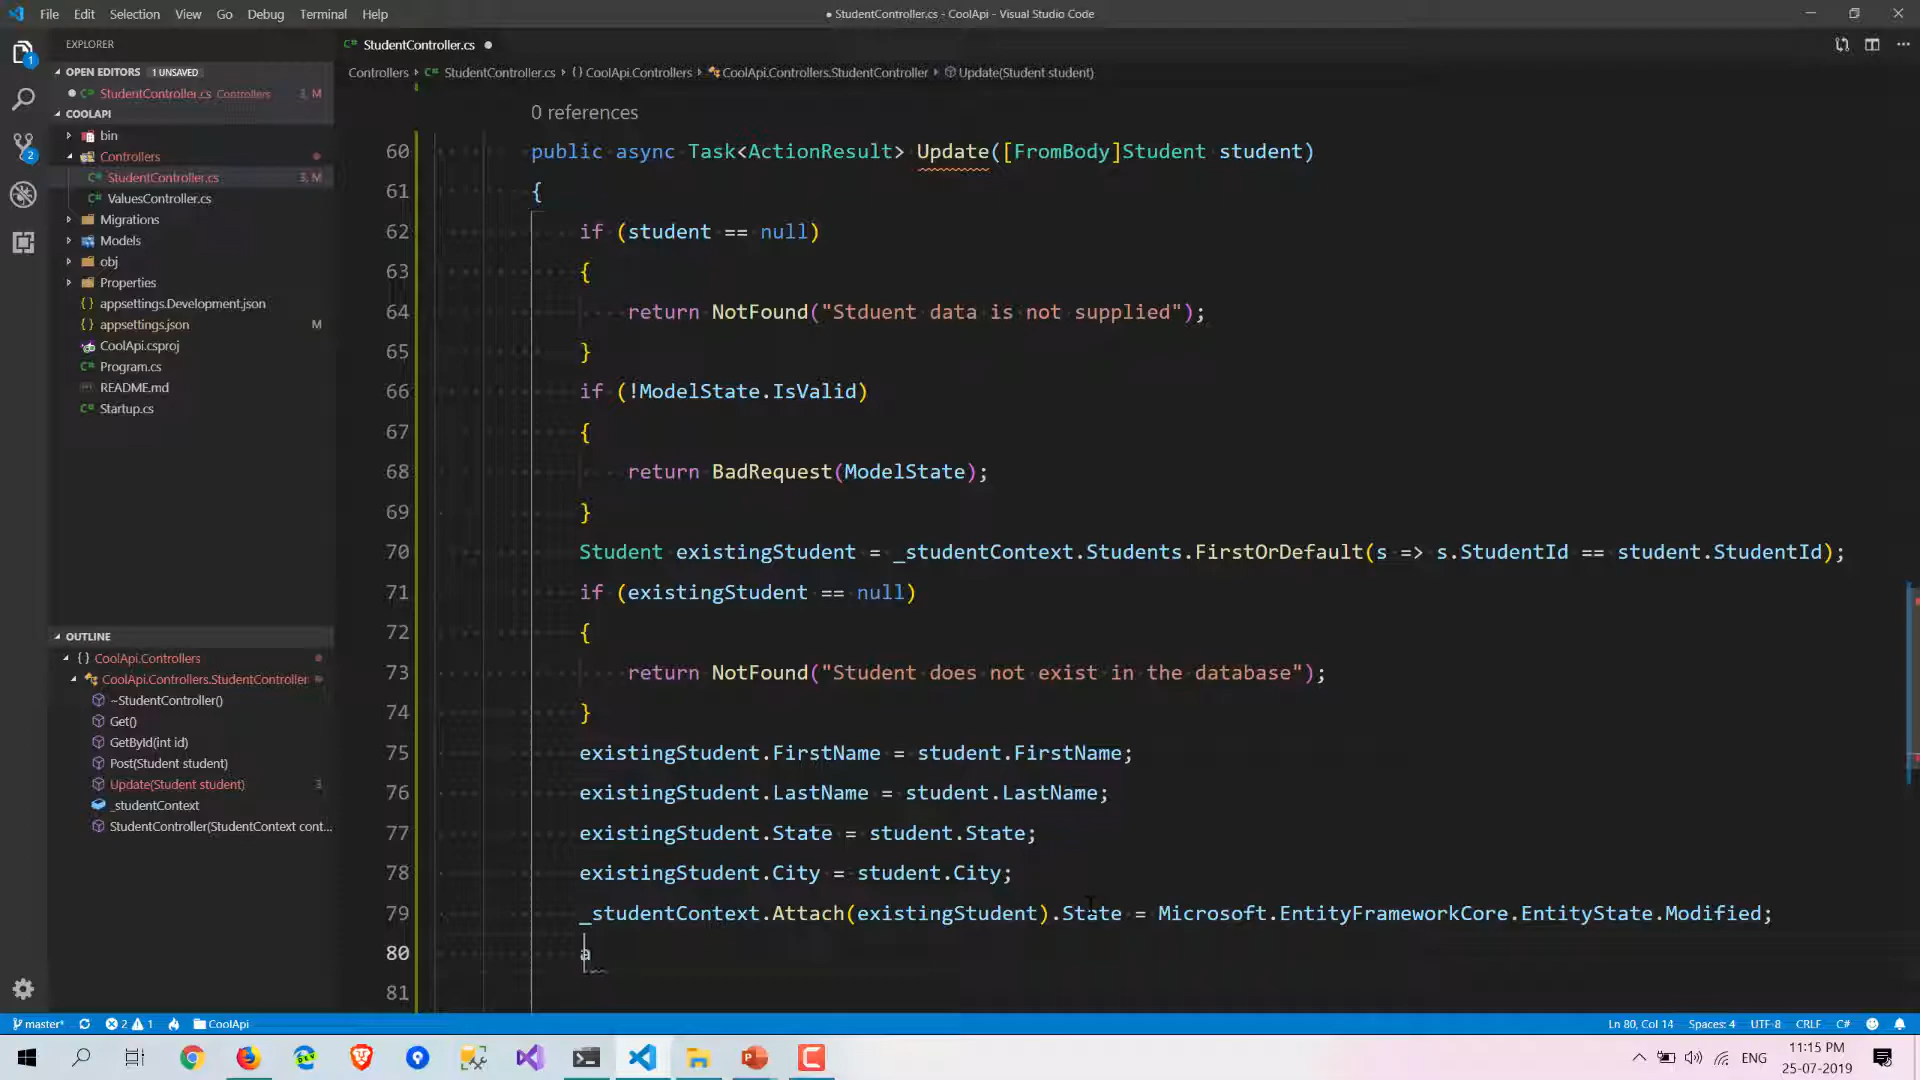 File Edit Selection View Go Debug Terminal Help
● StudentController.cs - CoolApi - Visual Studio Code
EXPLORER
StudentController.cs
OPEN EDITORS 1 UNSAVED
Controllers StudentController.cs {} CoolApi.Controllers CoolApi.Controllers.StudentController Update(Student student)
StudentController.cs Controllers 3, M
COOLAPI
bin
Controllers
StudentController.cs 3, M
ValuesController.cs
Migrations
Models
obj
Properties
appsettings.Development.json
appsettings.json M
CoolApi.csproj
Program.cs
README.md
Startup.cs
OUTLINE
{} CoolApi.Controllers
CoolApi.Controllers.StudentController
~StudentController()
Get()
GetById(int id)
Post(Student student)
Update(Student student) 3
_studentContext
StudentController(StudentContext cont...
0 references
60 public async Task<ActionResult> Update([FromBody]Student student)
61 {
62 if (student == null)
63 {
64 return NotFound("Stduent data is not supplied");
65 }
66 if (!ModelState.IsValid)
67 {
68 return BadRequest(ModelState);
69 }
70 Student existingStudent = _studentContext.Students.FirstOrDefault(s => s.StudentId == student.StudentId);
71 if (existingStudent == null)
72 {
73 return NotFound("Student does not exist in the database");
74 }
75 existingStudent.FirstName = student.FirstName;
76 existingStudent.LastName = student.LastName;
77 existingStudent.State = student.State;
78 existingStudent.City = student.City;
79 _studentContext.Attach(existingStudent).State = Microsoft.EntityFrameworkCore.EntityState.Modified;
80 a
81
1
2
master* 2 1 CoolApi
Ln 80, Col 14 Spaces: 4 UTF-8 CRLF C#
DEV
ENG
11:15 PM
25-07-2019